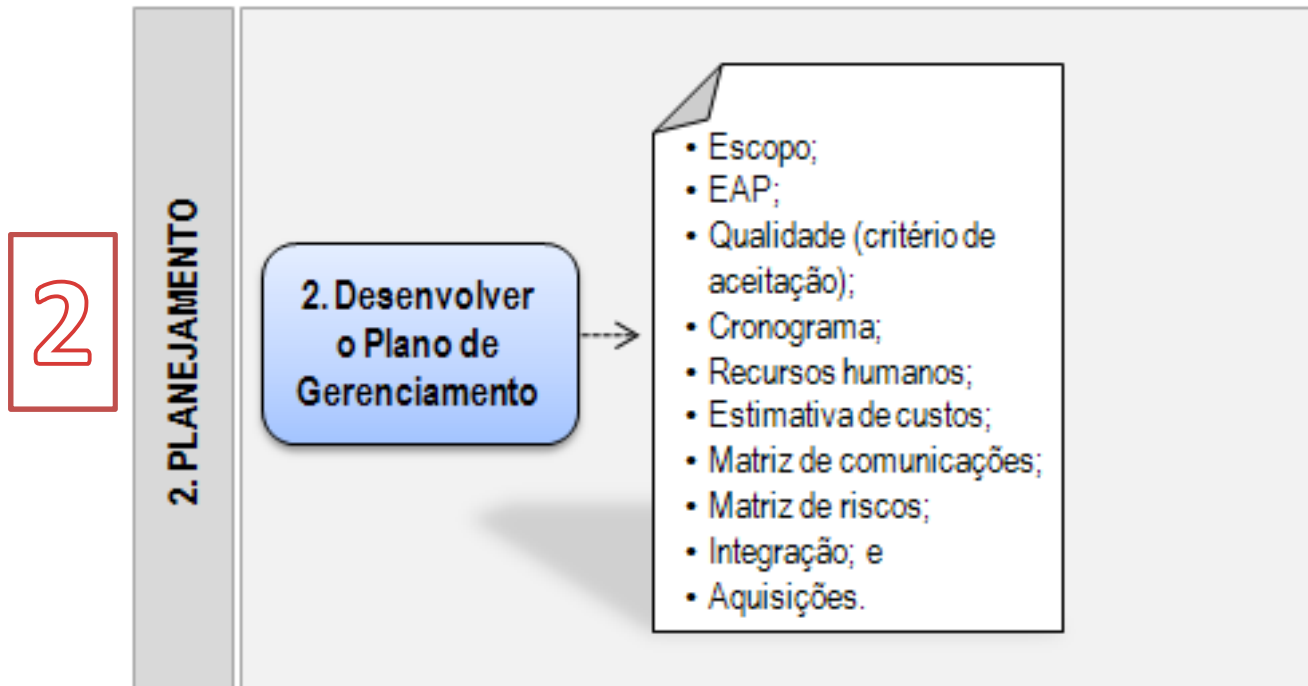 2
2. PLANEJAMENTO
2. Desenvolver
o Plano de
Gerenciamento
• Escopo;
• EAP;
• Qualidade (critério de
aceitação);
• Cronograma;
• Recursos humanos;
• Estimativa de custos;
• Matriz de comunicações;
• Matriz de riscos;
• Integração; e
• Aquisições.